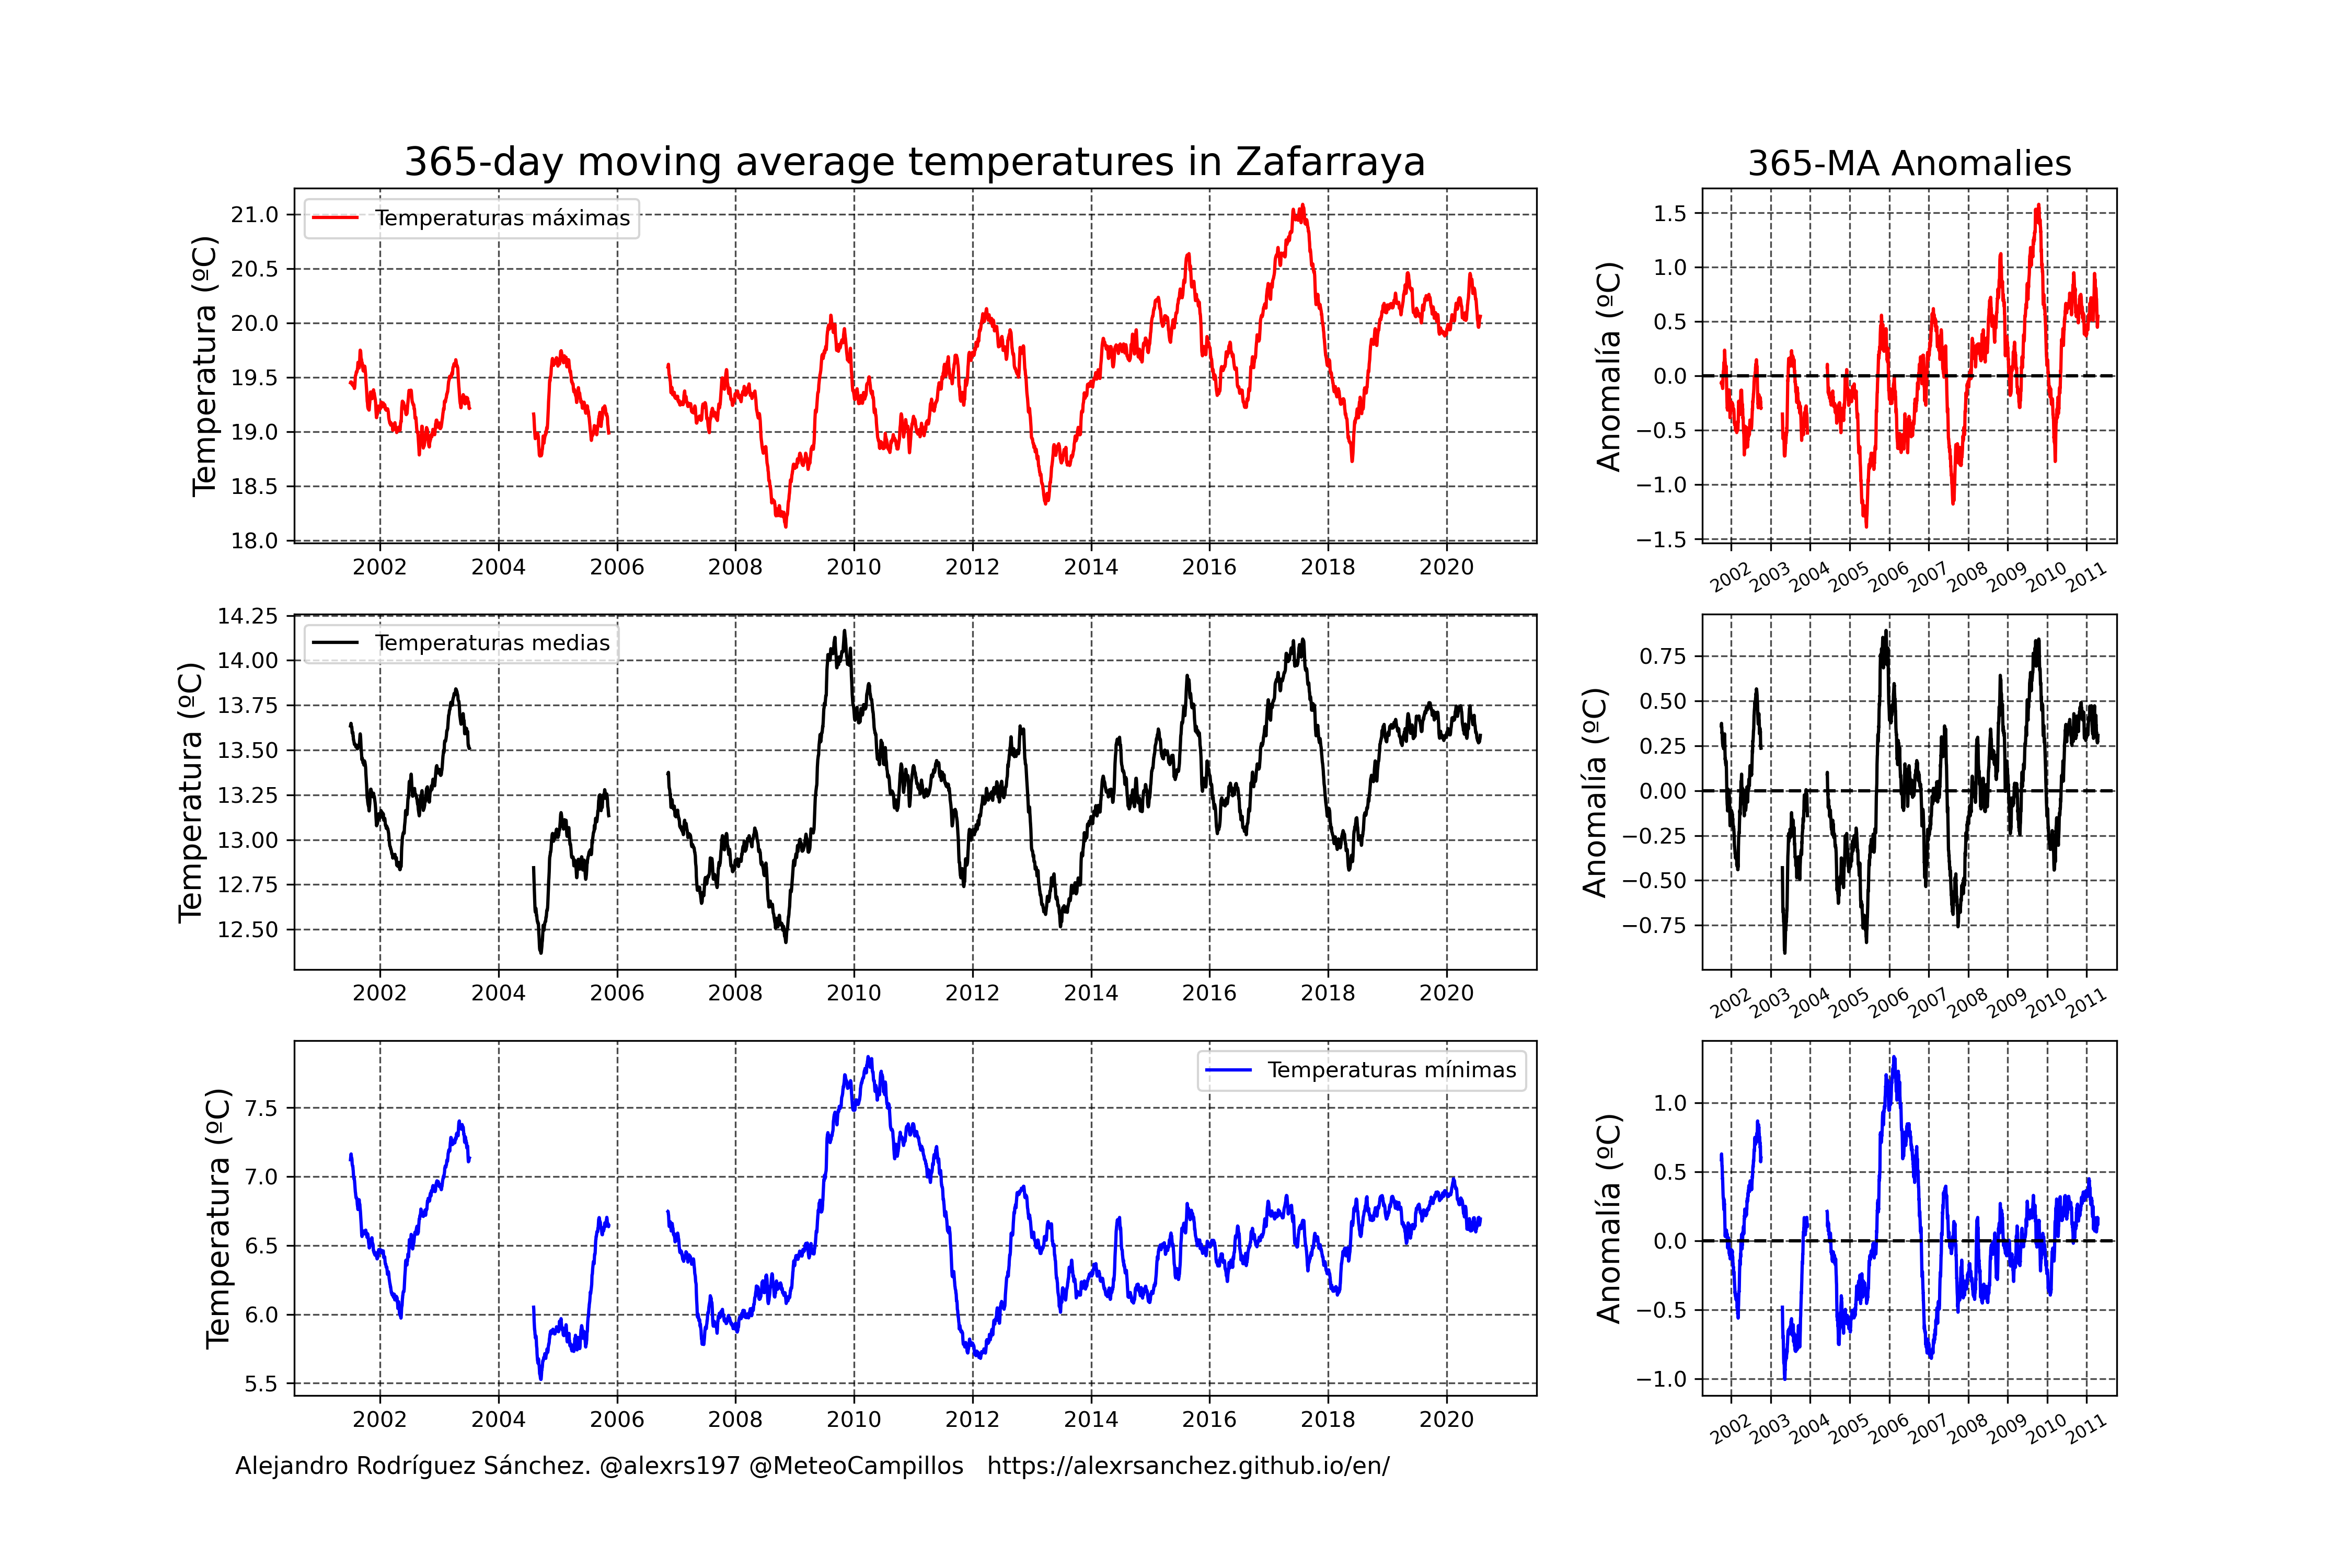 365-day moving average temperatures in Zafarraya
365-MA Anomalies
Temperatura (ºC)
21.0
20.5
20.0
19.5
19.0
18.5
18.0
Temperaturas máximas
2002 2004 2006 2008 2010 2012 2014 2016 2018 2020
Anomalía (ºC)
1.5
1.0
0.5
0.0
−0.5
−1.0
−1.5
2002 2003 2004 2005 2006 2007 2008 2009 2010 2011
Temperatura (ºC)
14.25
14.00
13.75
13.50
13.25
13.00
12.75
12.50
Temperaturas medias
2002 2004 2006 2008 2010 2012 2014 2016 2018 2020
Anomalía (ºC)
0.75
0.50
0.25
0.00
−0.25
−0.50
−0.75
2002 2003 2004 2005 2006 2007 2008 2009 2010 2011
Temperatura (ºC)
7.5
7.0
6.5
6.0
5.5
Temperaturas mínimas
2002 2004 2006 2008 2010 2012 2014 2016 2018 2020
Anomalía (ºC)
1.0
0.5
0.0
−0.5
−1.0
2002 2003 2004 2005 2006 2007 2008 2009 2010 2011
Alejandro Rodríguez Sánchez. @alexrs197 @MeteoCampillos https://alexrsanchez.github.io/en/